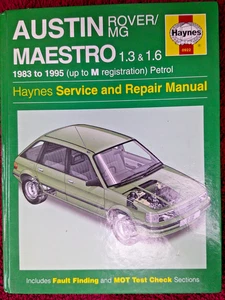 AUSTIN ROVER/
MG
MAESTRO 1.3 & 1.6
1983 to 1995 (up to M registration) Petrol
Haynes Service and Repair Manual
Haynes
Includes Fault Finding and MOT Test Check Sections